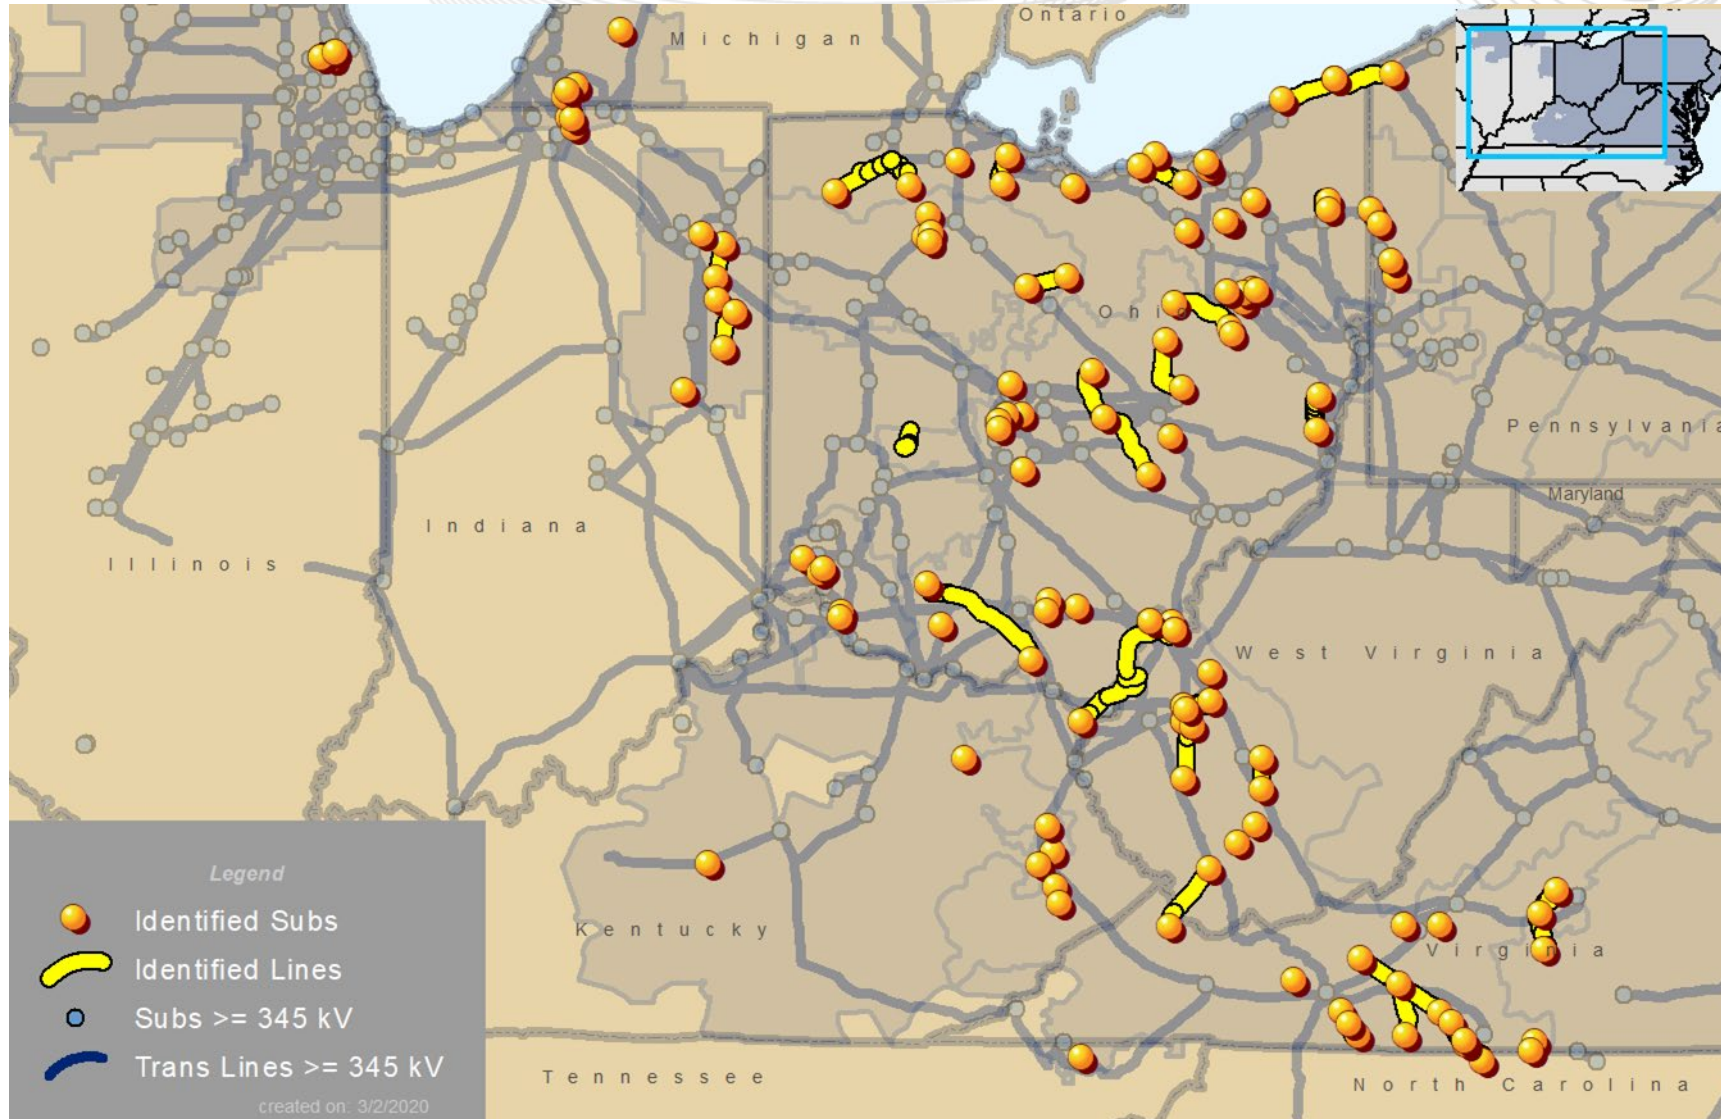 Ontario
Michigan
Ohio
Pennsylvania
Maryland
Indiana
Illinois
West Virginia
Kentucky
Virginia
Tennessee
North Carolina
Legend
Identified Subs
Identified Lines
Subs >= 345 kV
Trans Lines >= 345 kV
created on: 3/2/2020